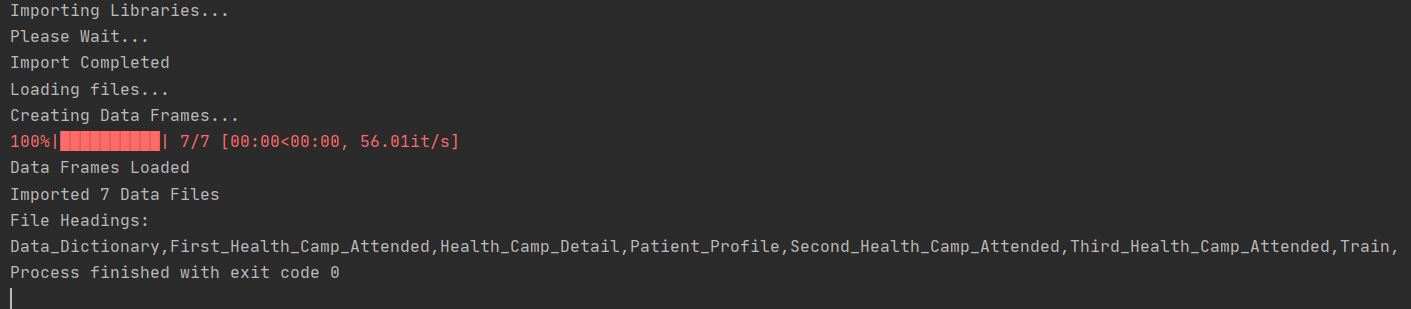 Importing Libraries...
Please Wait...
Import Completed
Loading files...
Creating Data Frames...
100%|██████████| 7/7 [00:00<00:00, 56.01it/s]
Data Frames Loaded
Imported 7 Data Files
File Headings:
Data_Dictionary,First_Health_Camp_Attended,Health_Camp_Detail,Patient_Profile,Second_Health_Camp_Attended,Third_Health_Camp_Attended,Train,
Process finished with exit code 0